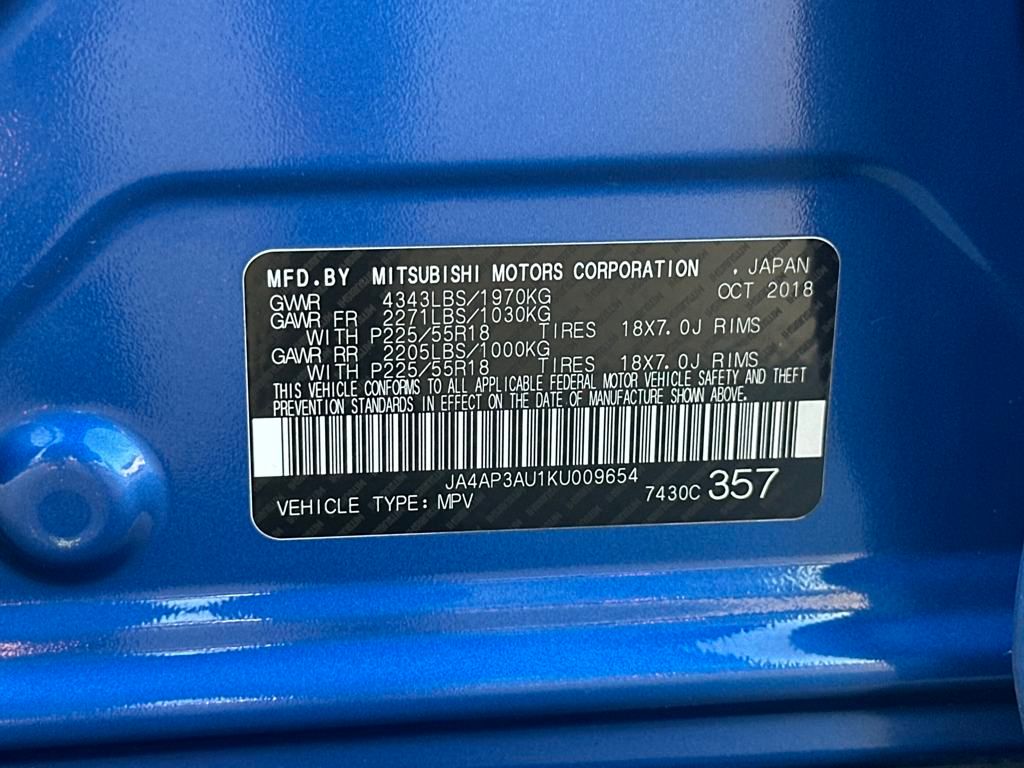 MFD.BY MITSUBISHI MOTORS CORPORATION , JAPAN
GVWR 4343LBS/1970KG OCT 2018
GAWR FR 2271LBS/1030KG
WITH P225/55R18 TIRES 18X7.0J RIMS
GAWR RR 2205LBS/1000KG
WITH P225/55R18 TIRES 18X7.0J RIMS
THIS VEHICLE CONFORMS TO ALL APPLICABLE FEDERAL MOTOR VEHICLE SAFETY AND THEFT
PREVENTION STANDARDS IN EFFECT ON THE DATE OF MANUFACTURE SHOWN ABOVE.
JA4AP3AU1KU009654
VEHICLE TYPE: MPV 7430C 357